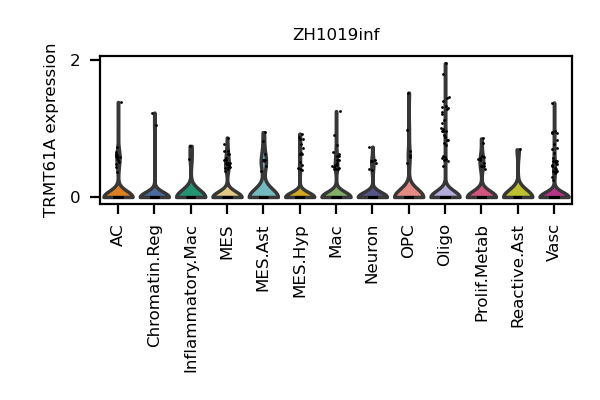 ZH1019inf
TRMT61A expression
2
0
AC
Chromatin.Reg
Inflammatory.Mac
MES
MES.Ast
MES.Hyp
Mac
Neuron
OPC
Oligo
Prolif.Metab
Reactive.Ast
Vasc